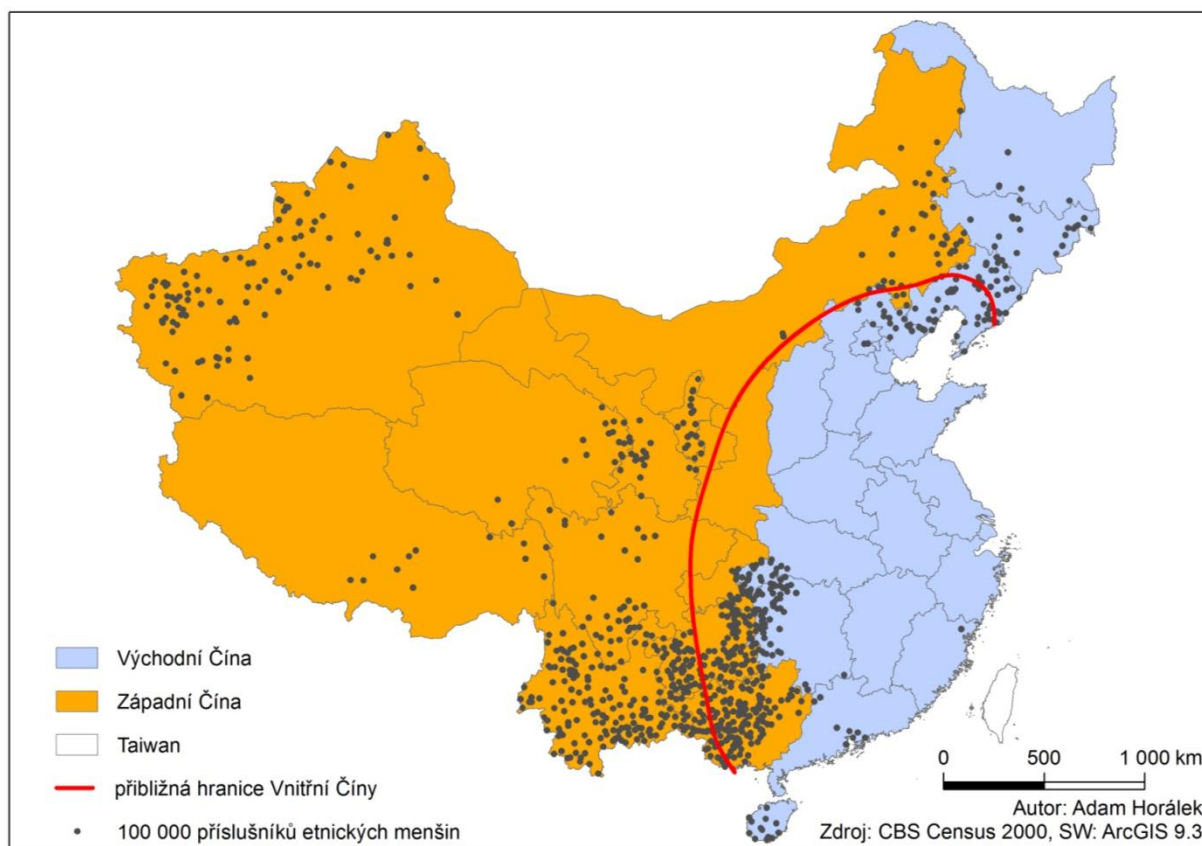 Východní Čína
Západní Čína
Taiwan
přibližná hranice Vnitřní Číny
100 000 příslušníků etnických menšin
0 500 1 000 km
Autor: Adam Horálek
Zdroj: CBS Census 2000, SW: ArcGIS 9.3